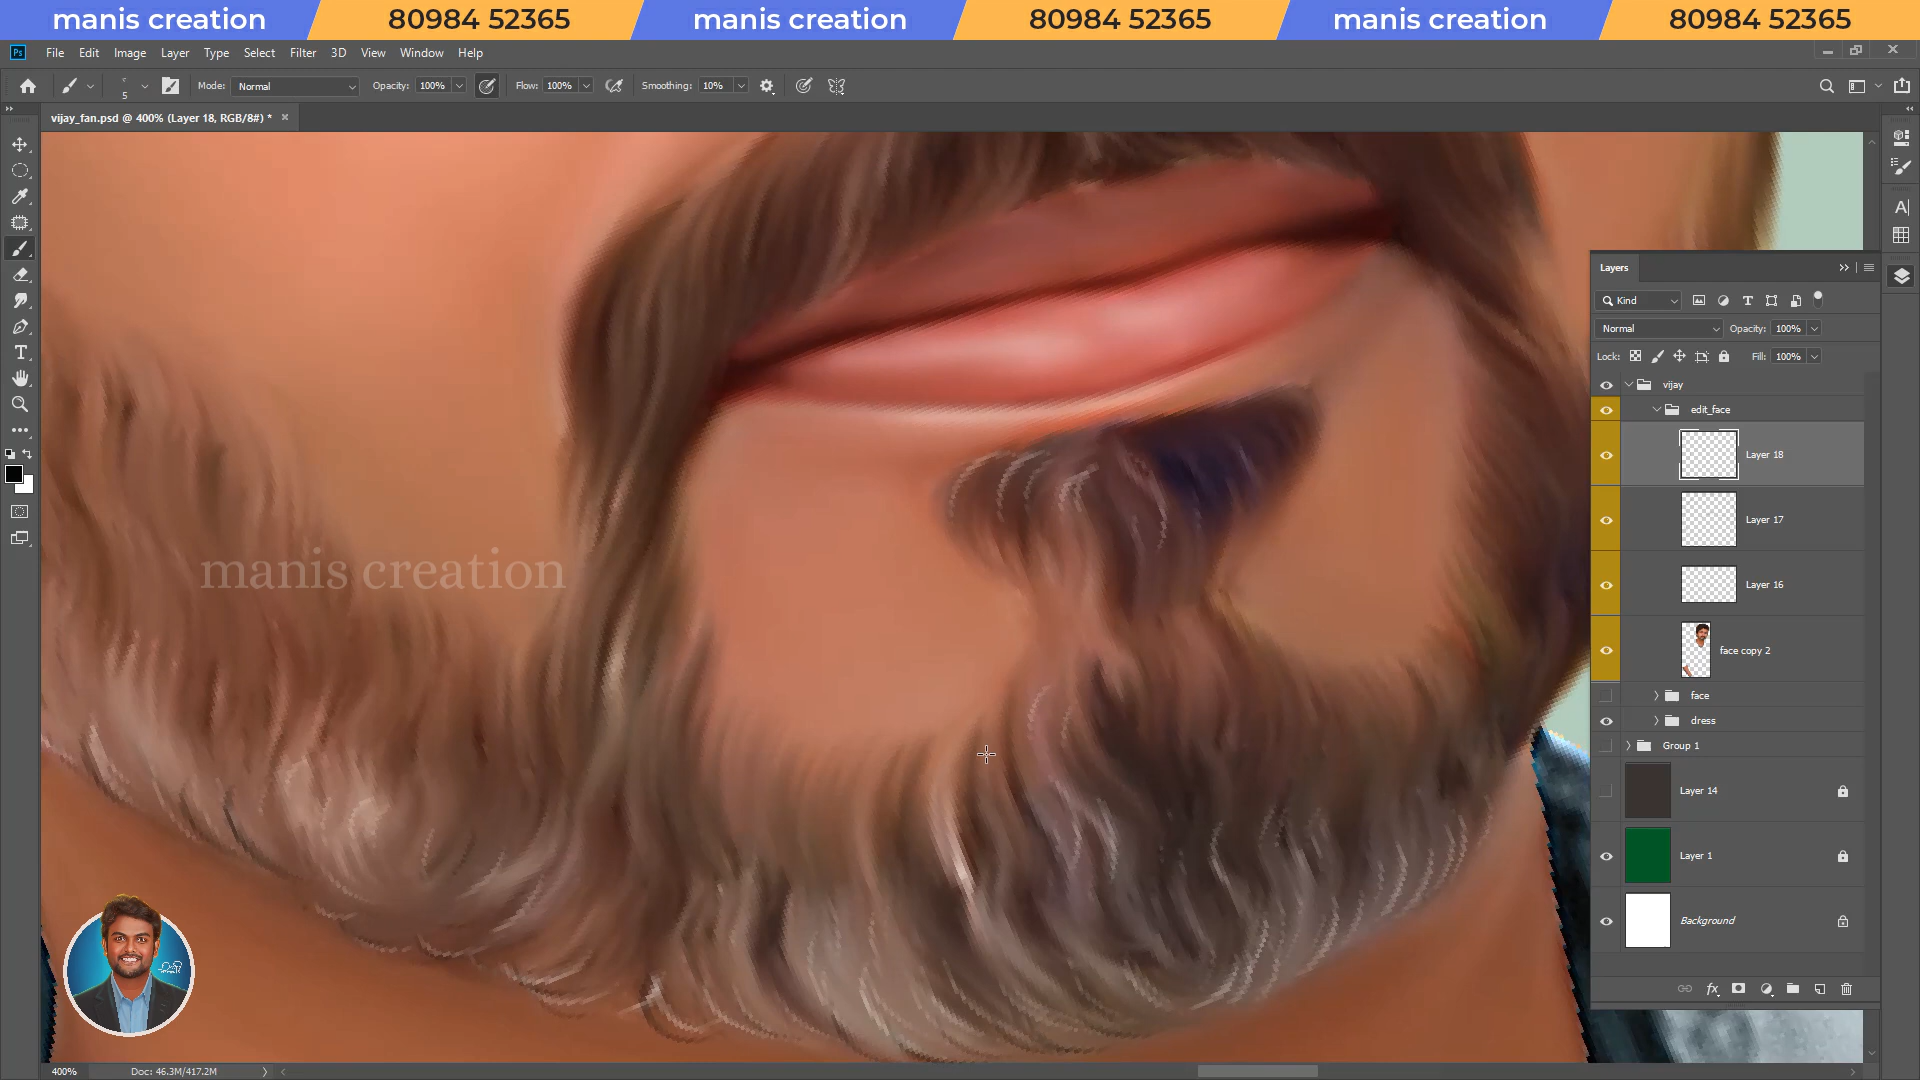 manis creation 80984 52365 manis creation 80984 52365 manis creation 80984 52365
Ps File Edit Image Layer Type Select Filter 3D View Window Help
5 Mode: Normal Opacity: 100% Flow: 100% Smoothing: 10%
vijay_fan.psd @ 400% (Layer 18, RGB/8#) *
Layers
Kind
Normal Opacity: 100%
Lock: Fill: 100%
vijay
edit_face
Layer 18
Layer 17
Layer 16
face copy 2
face
dress
Group 1
Layer 14
Layer 1
Background
manis creation
400% Doc: 46.3M/417.2M